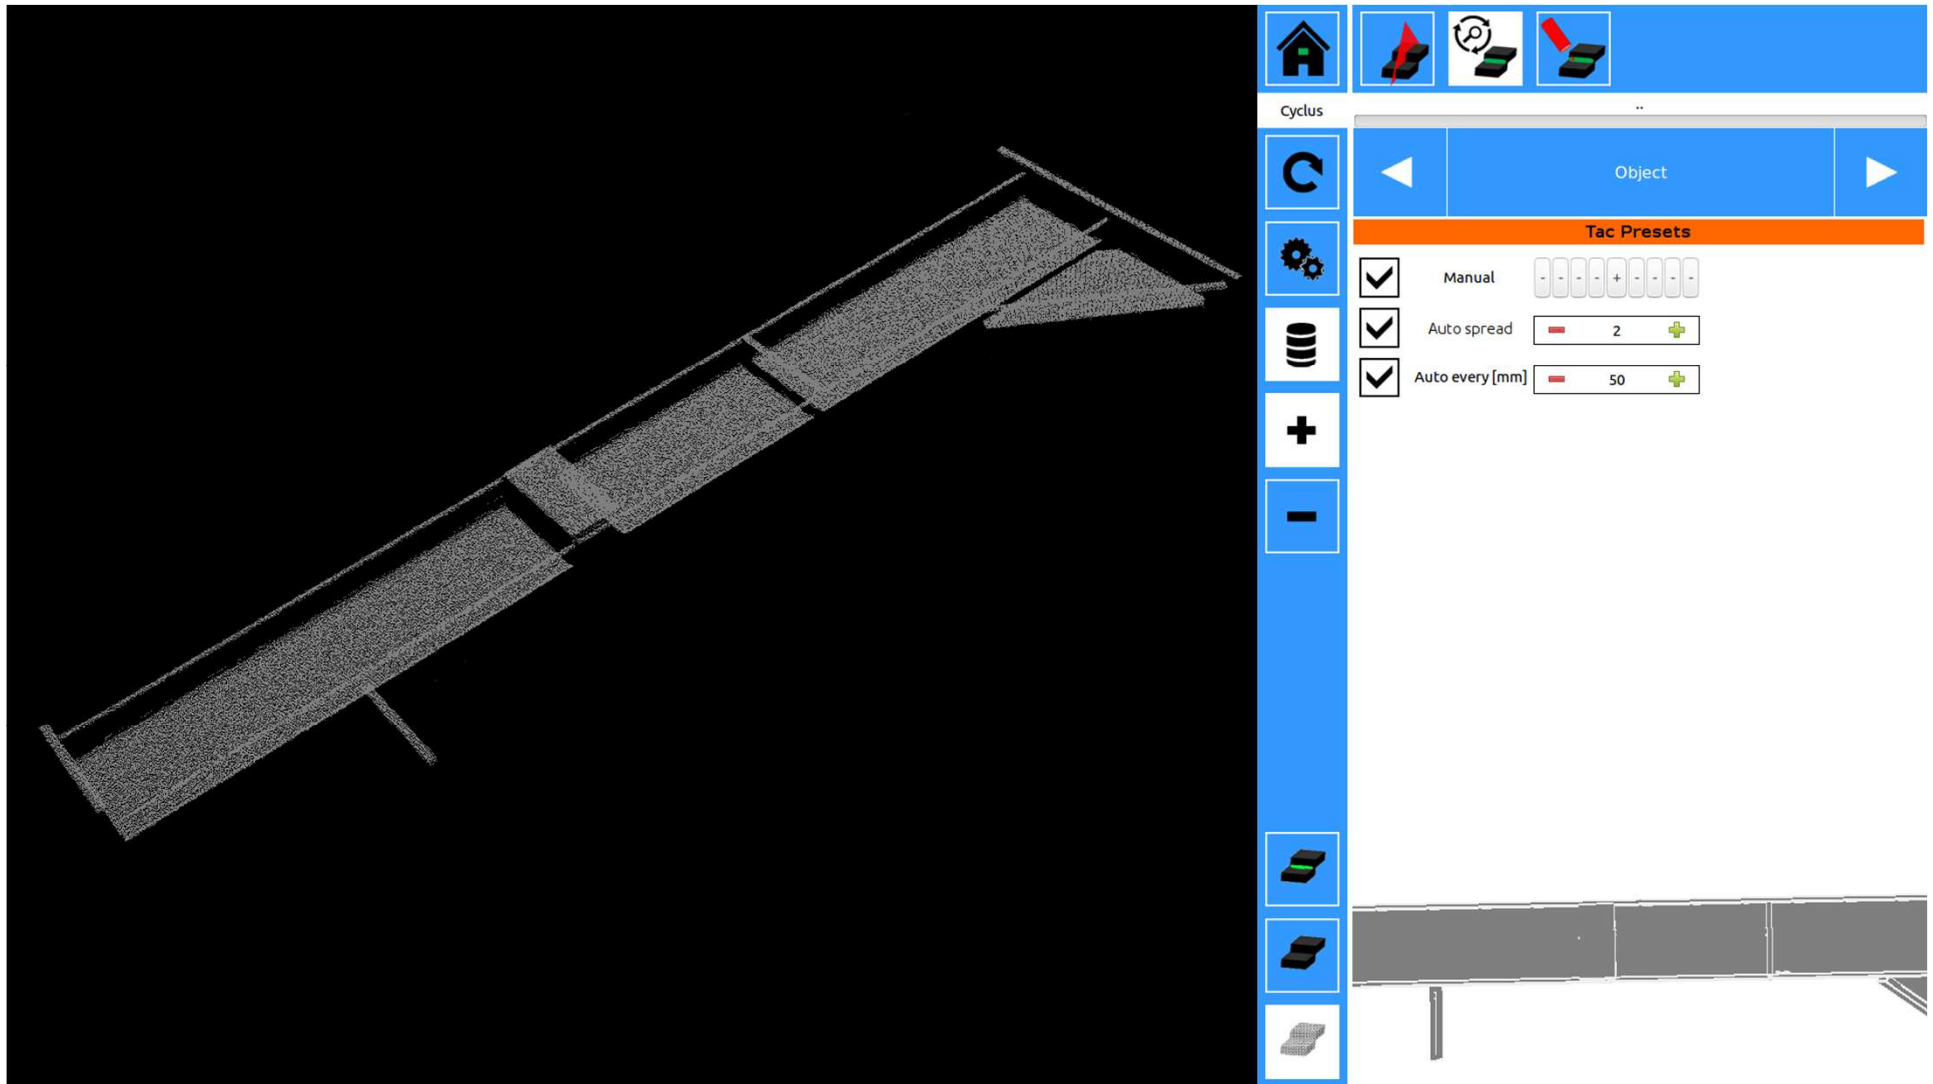 Cyclus
..
Object
Tac Presets
Manual - - - - + - - - -
Auto spread 2
Auto every [mm] 50